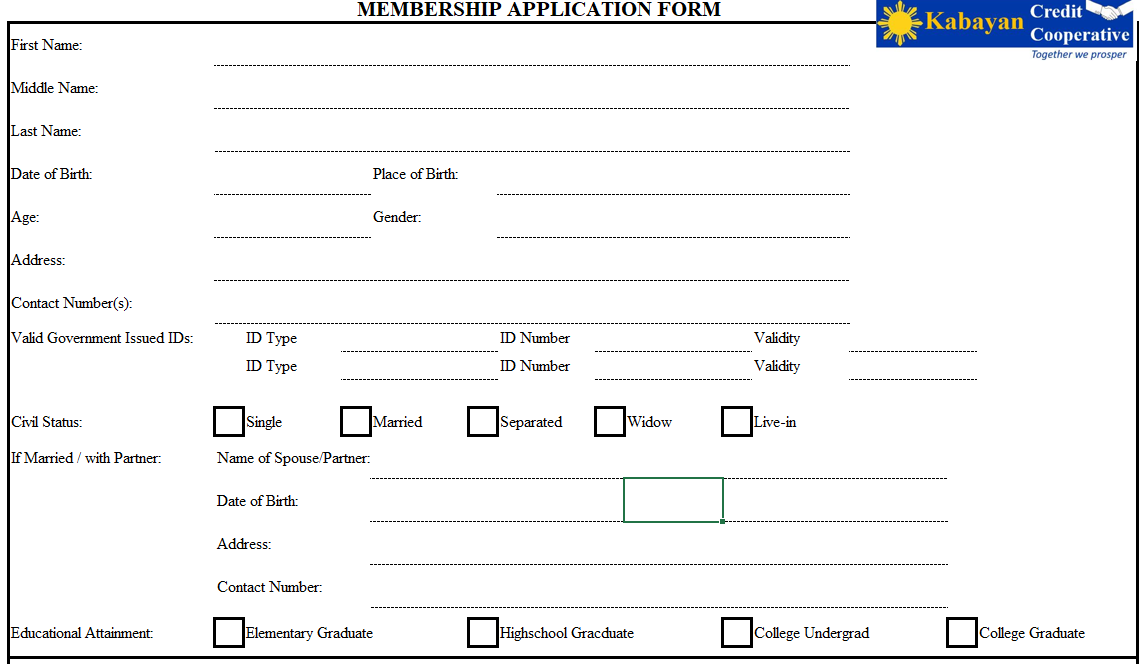 MEMBERSHIP APPLICATION FORM
Kabayan Credit Cooperative
Together we prosper
First Name:
Middle Name:
Last Name:
Date of Birth: Place of Birth:
Age: Gender:
Address:
Contact Number(s):
Valid Government Issued IDs: ID Type ID Number Validity
ID Type ID Number Validity
Civil Status: Single Married Separated Widow Live-in
If Married / with Partner: Name of Spouse/Partner:
Date of Birth:
Address:
Contact Number:
Educational Attainment: Elementary Graduate Highschool Gracduate College Undergrad College Graduate